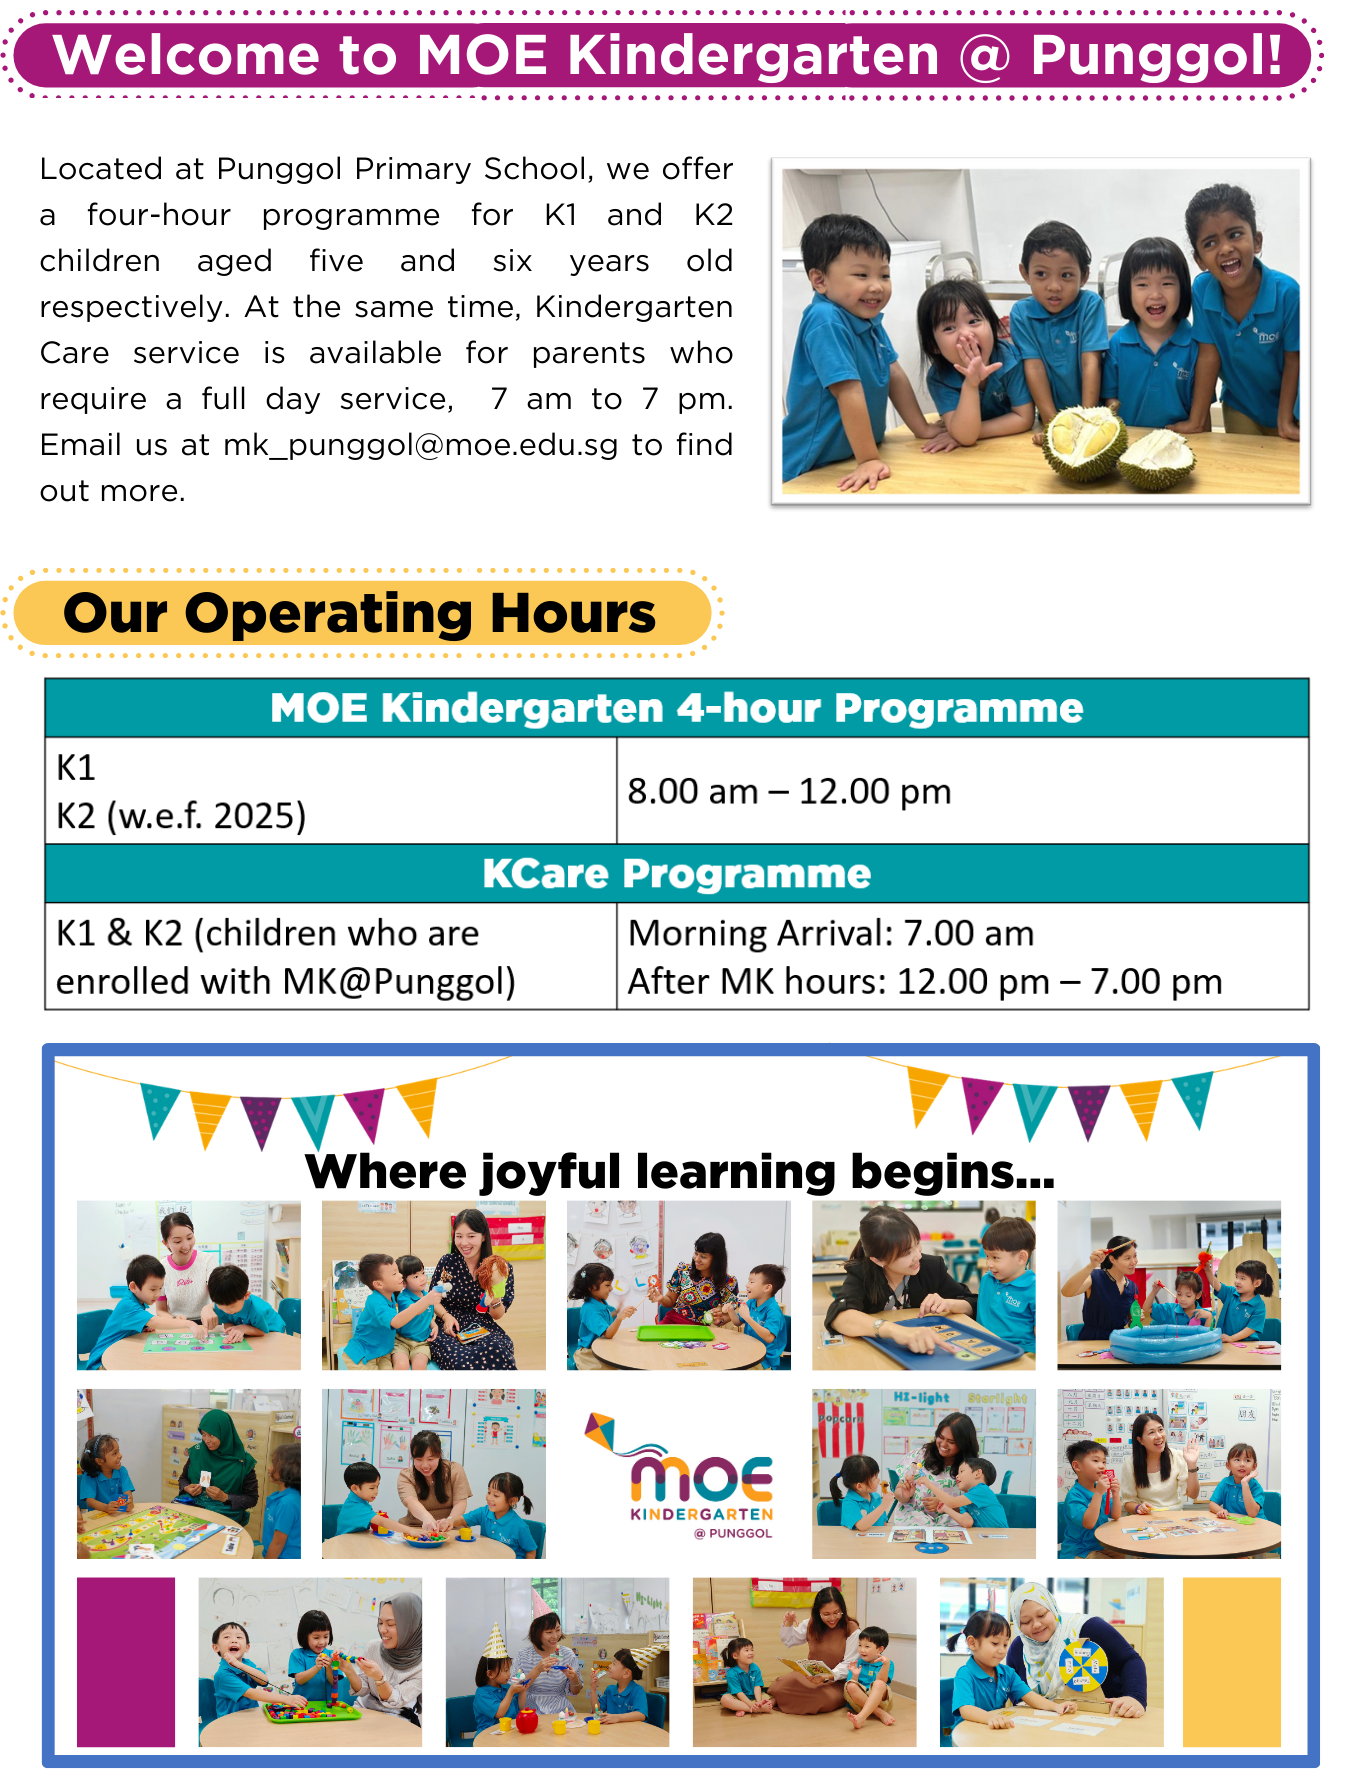 Welcome to MOE Kindergarten @ Punggol!
Located at Punggol Primary School, we offer
a four-hour programme for K1 and K2
children aged five and six years old
respectively. At the same time, Kindergarten
Care service is available for parents who
require a full day service, 7 am to 7 pm.
Email us at mk_punggol@moe.edu.sg to find
out more.
Our Operating Hours
MOE Kindergarten 4-hour Programme
K1
K2 (w.e.f. 2025)
8.00 am – 12.00 pm
KCare Programme
K1 & K2 (children who are
enrolled with MK@Punggol)
Morning Arrival: 7.00 am
After MK hours: 12.00 pm – 7.00 pm
Where joyful learning begins...
moe
KINDERGARTEN
@ PUNGGOL
Hi-light
Starlight
popcorn
朋友